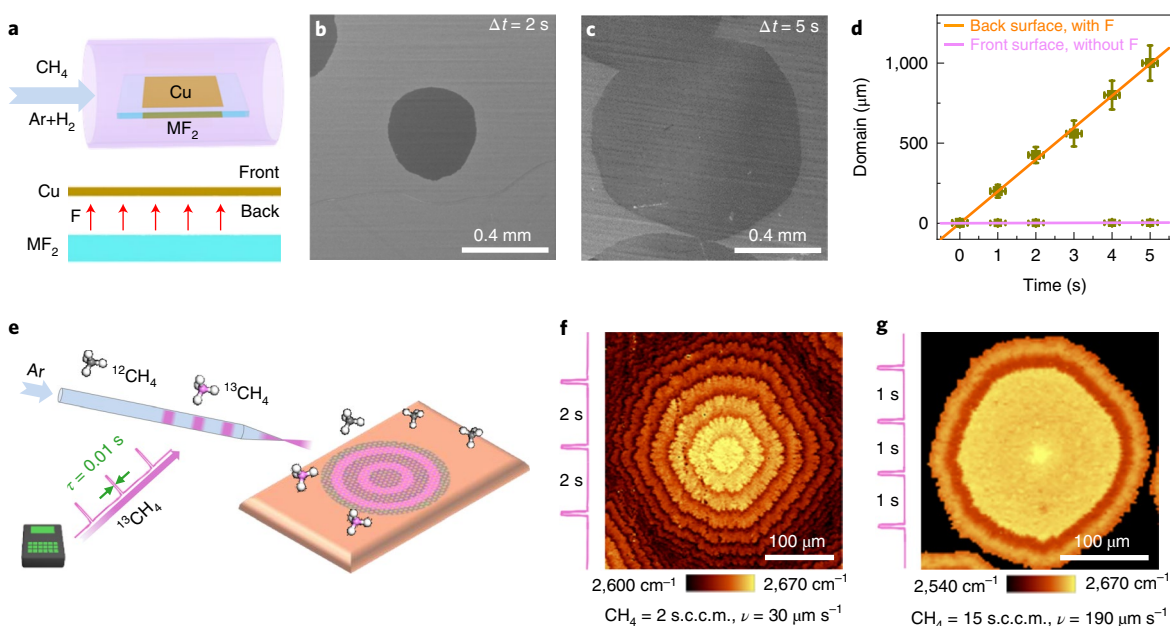 a
CH₄
Ar+H₂
Cu
MF₂
Front
Cu
F
Back
MF₂
b
Δt = 2 s
0.4 mm
c
Δt = 5 s
0.4 mm
d
Back surface, with F
Front surface, without F
1,000
500
0
Domain (μm)
0 1 2 3 4 5
Time (s)
e
Ar
¹²CH₄
¹³CH₄
τ = 0.01 s
¹³CH₄
f
2 s
2 s
100 μm
2,600 cm⁻¹ 2,670 cm⁻¹
CH₄ = 2 s.c.c.m., ν = 30 μm s⁻¹
g
1 s
1 s
1 s
100 μm
2,540 cm⁻¹ 2,670 cm⁻¹
CH₄ = 15 s.c.c.m., ν = 190 μm s⁻¹